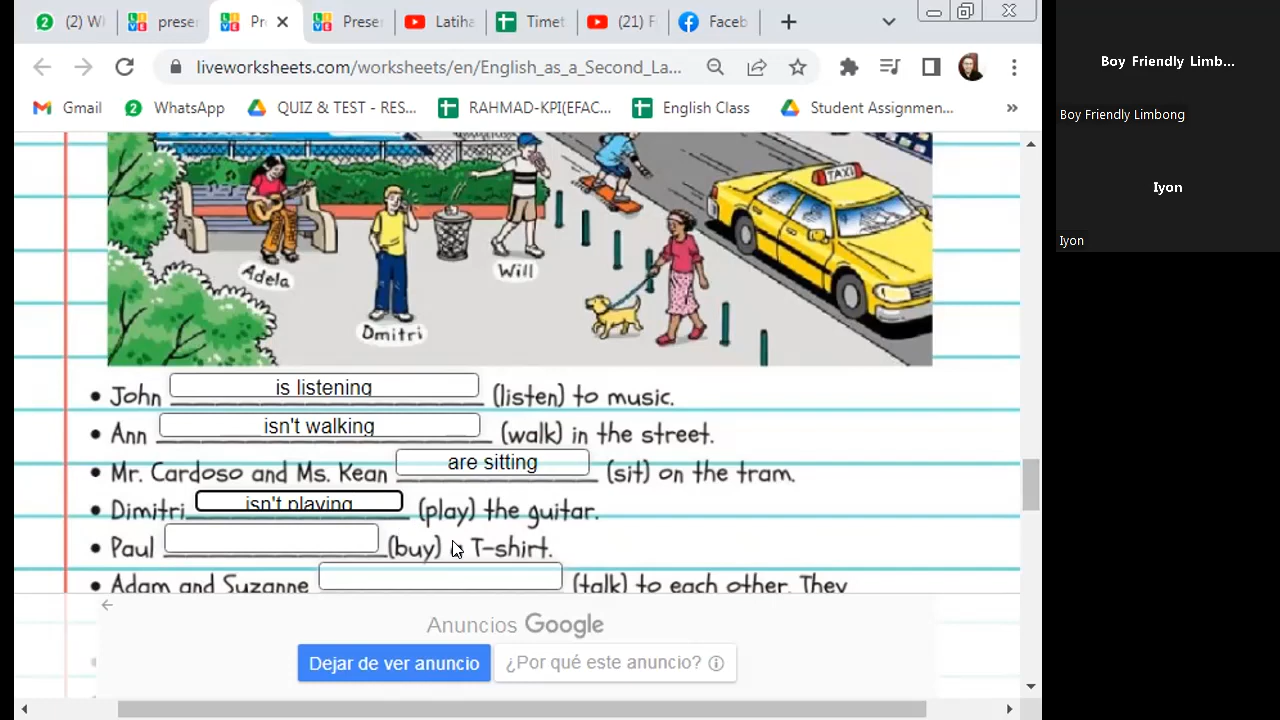 2 (2) W
preser
Pr
Prese
Latiha
Timet
(21) F
Faceb
liveworksheets.com/worksheets/en/English_as_a_Second_La...
Gmail
WhatsApp
QUIZ & TEST - RES...
RAHMAD-KPI(EFAC...
English Class
Student Assignmen...
Boy Friendly Limb...
Boy Friendly Limbong
Iyon
Iyon
TAXI
Adela
Will
Dmitri
• John is listening (listen) to music.
• Ann isn't walking (walk) in the street.
• Mr. Cardoso and Ms. Kean are sitting (sit) on the tram.
• Dimitri isn't playing (play) the guitar.
• Paul (buy) T-shirt.
• Adam and Suzanne (talk) to each other. They
Anuncios Google
Dejar de ver anuncio
¿Por qué este anuncio?